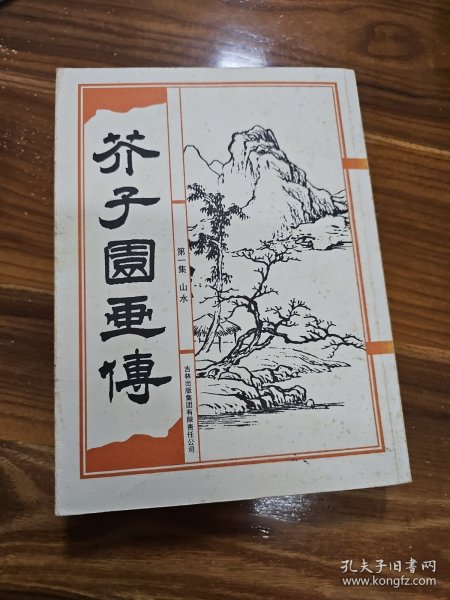 芥子園畫傳
第一集 山水
吉林出版集团有限责任公司
孔夫子旧书网
www.kongfz.com